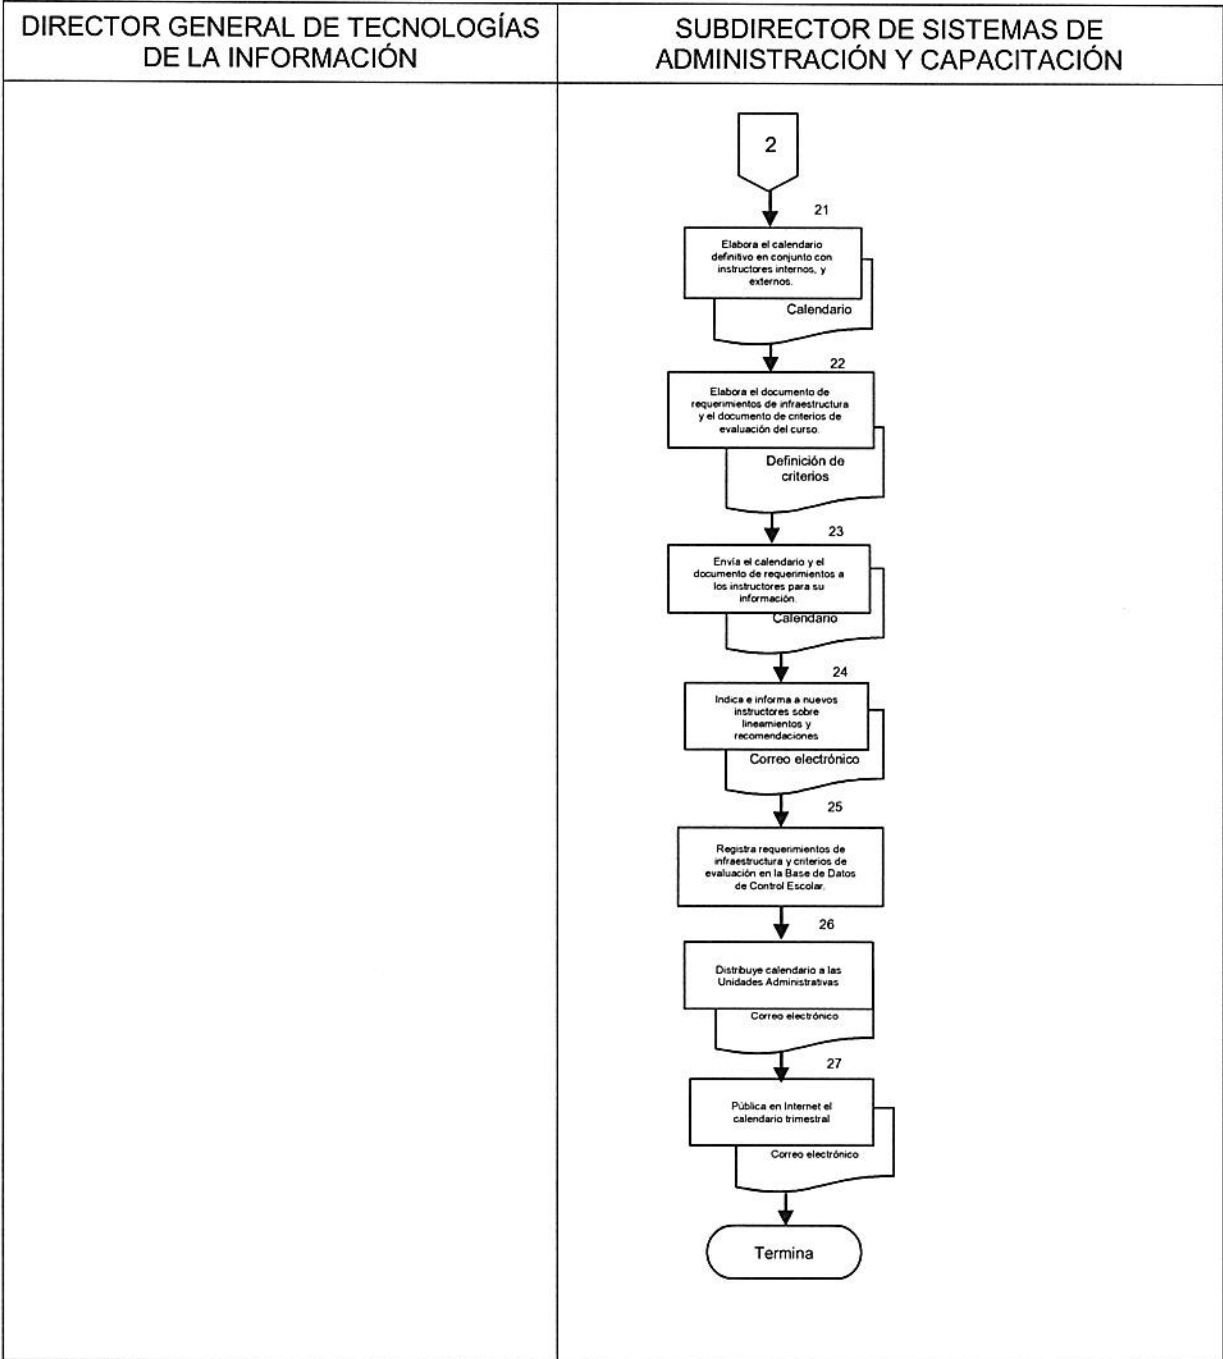 DIRECTOR GENERAL DE TECNOLOGÍAS
DE LA INFORMACIÓN
SUBDIRECTOR DE SISTEMAS DE
ADMINISTRACIÓN Y CAPACITACIÓN
2
21
Elabora el calendario
definitivo en conjunto con
instructores internos, y
externos.
Calendario
22
Elabora el documento de
requerimientos de infraestructura
y el documento de criterios de
evaluación del curso.
Definición de
criterios
23
Envía el calendario y el
documento de requerimientos a
los instructores para su
información.
Calendario
24
Indica e informa a nuevos
instructores sobre
lineamientos y
recomendaciones
Correo electrónico
25
Registra requerimientos de
infraestructura y criterios de
evaluación en la Base de Datos
de Control Escolar.
26
Distribuye calendario a las
Unidades Administrativas
Correo electrónico
27
Pública en Internet el
calendario trimestral
Correo electrónico
Termina